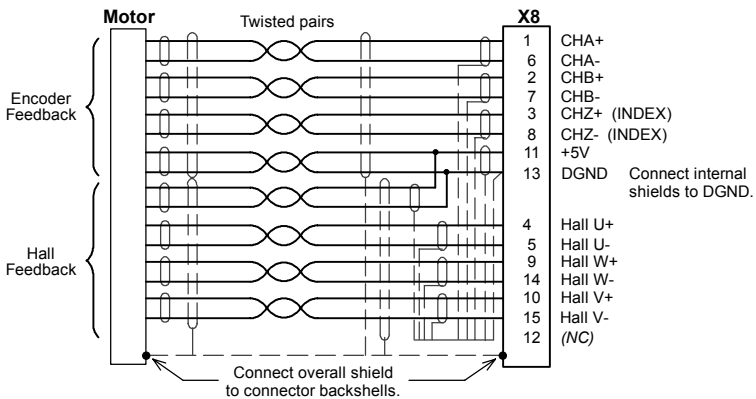 Motor
Twisted pairs
X8
1 CHA+
6 CHA-
2 CHB+
7 CHB-
3 CHZ+ (INDEX)
8 CHZ- (INDEX)
11 +5V
13 DGND
Connect internal
shields to DGND.
4 Hall U+
5 Hall U-
9 Hall W+
14 Hall W-
10 Hall V+
15 Hall V-
12 (NC)
Encoder
Feedback
Hall
Feedback
Connect overall shield
to connector backshells.